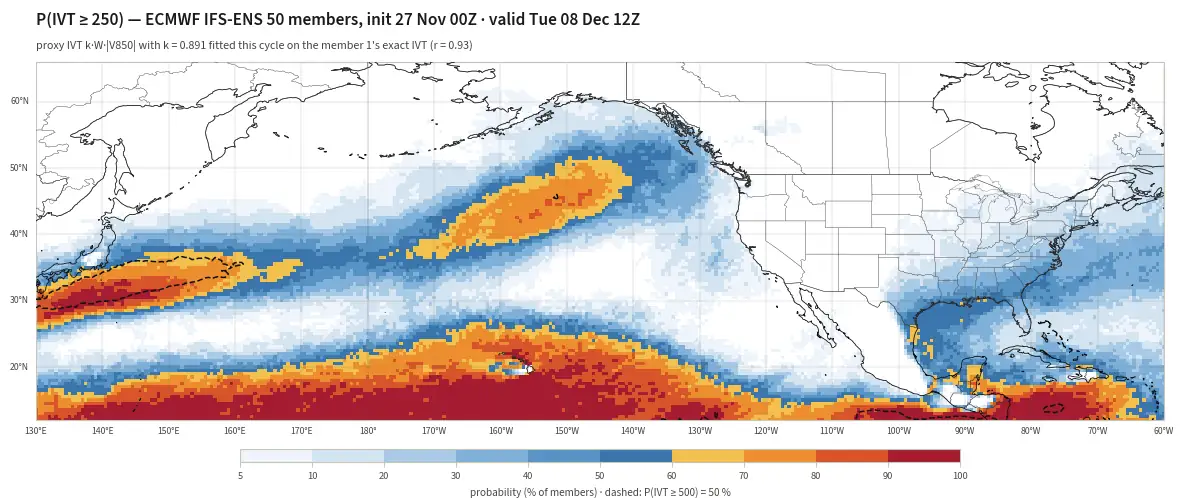 P(IVT ≥ 250) — ECMWF IFS-ENS 50 members, init 27 Nov 00Z · valid Tue 08 Dec 12Z
proxy IVT k·W·|V850| with k = 0.891 fitted this cycle on the member 1's exact IVT (r = 0.93)
60°N
50°N
40°N
30°N
20°N
130°E 140°E 150°E 160°E 170°E 180° 170°W 160°W 150°W 140°W 130°W 120°W 110°W 100°W 90°W 80°W 70°W 60°W
5 10 20 30 40 50 60 70 80 90 100
probability (% of members) · dashed: P(IVT ≥ 500) = 50 %